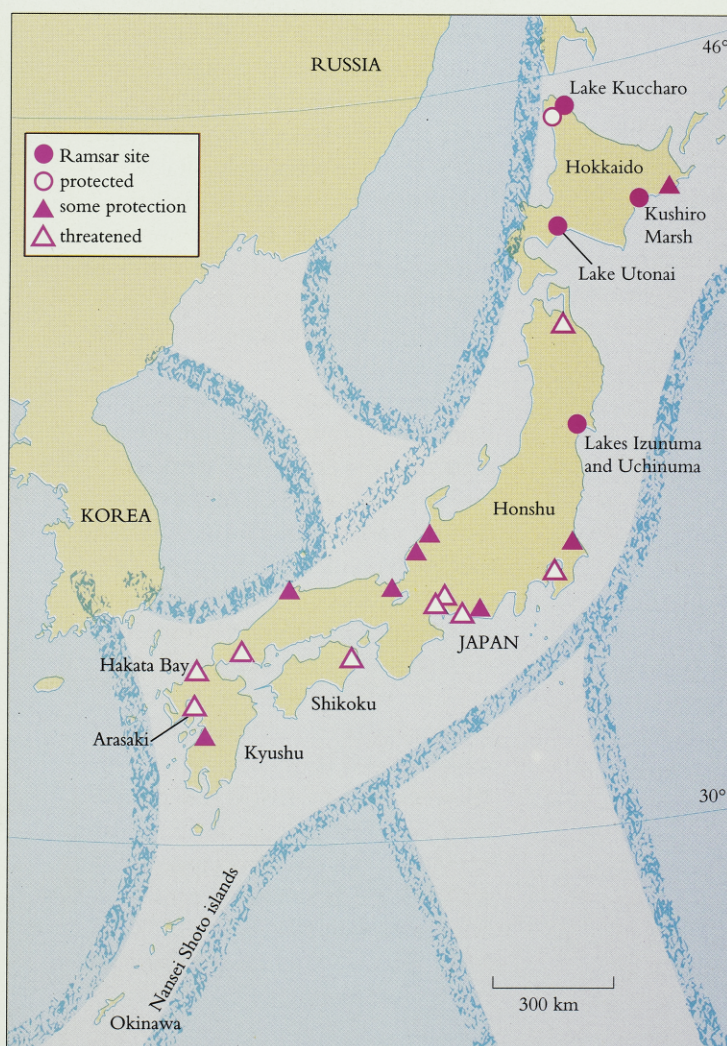 46°
RUSSIA
Lake Kuccharo
Ramsar site
protected
some protection
threatened
Hokkaido
Kushiro
Marsh
Lake Utonai
Lakes Izunuma
and Uchinuma
KOREA
Honshu
JAPAN
Hakata Bay
Shikoku
Arasaki
Kyushu
30°
Nansei Shoto islands
300 km
Okinawa